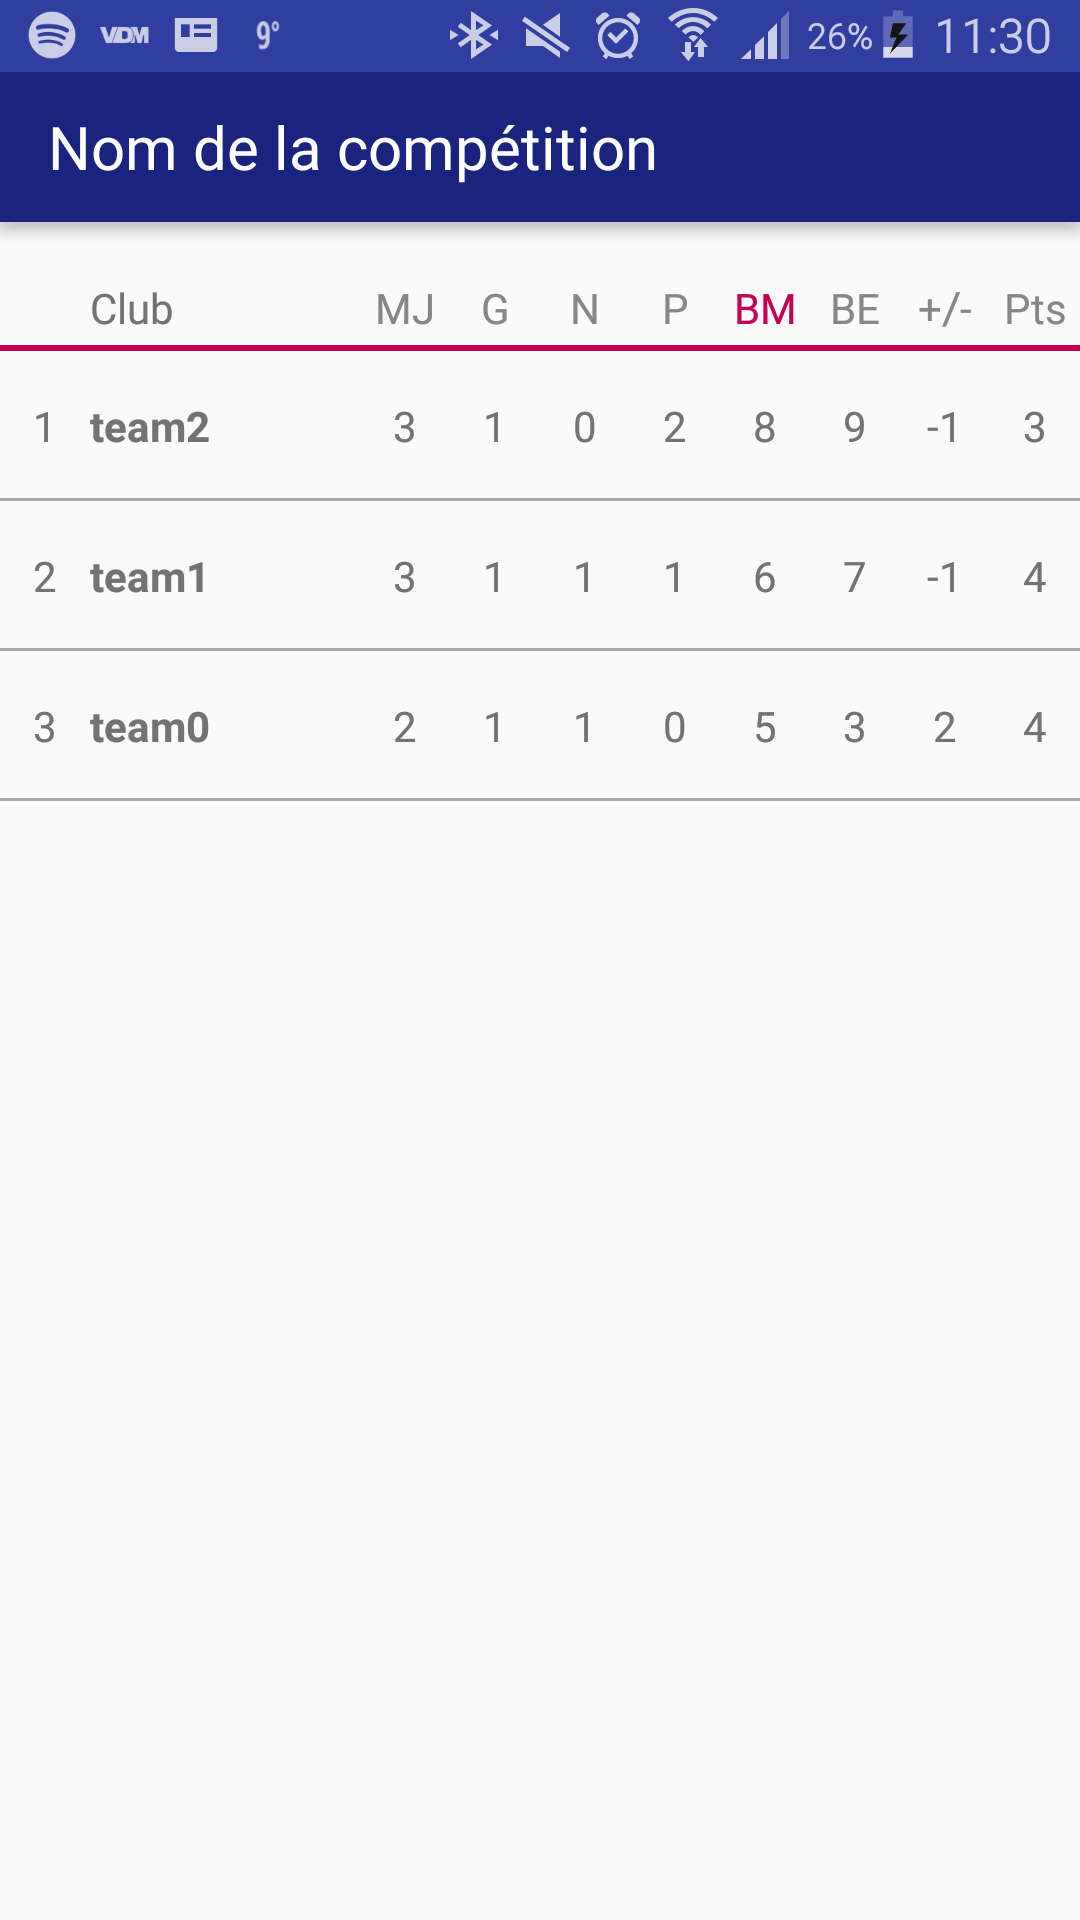 VDM 9° 26% 11:30
Nom de la compétition
Club MJ G N P BM BE +/- Pts
1 team2 3 1 0 2 8 9 -1 3
2 team1 3 1 1 1 6 7 -1 4
3 team0 2 1 1 0 5 3 2 4